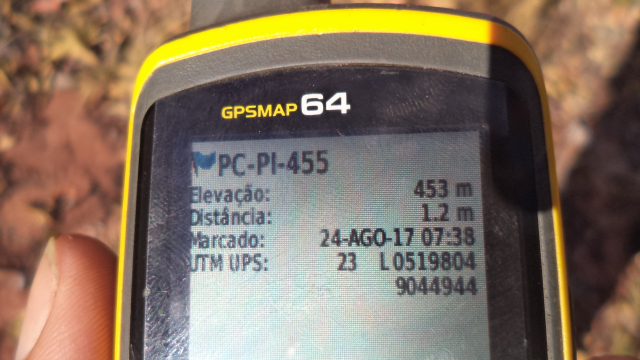 GPSMAP 64
PC-PI-455
Elevação: 453 m
Distância: 1.2 m
Marcado: 24-AGO-17 07:38
UTM UPS: 23 L 0519804
9044944